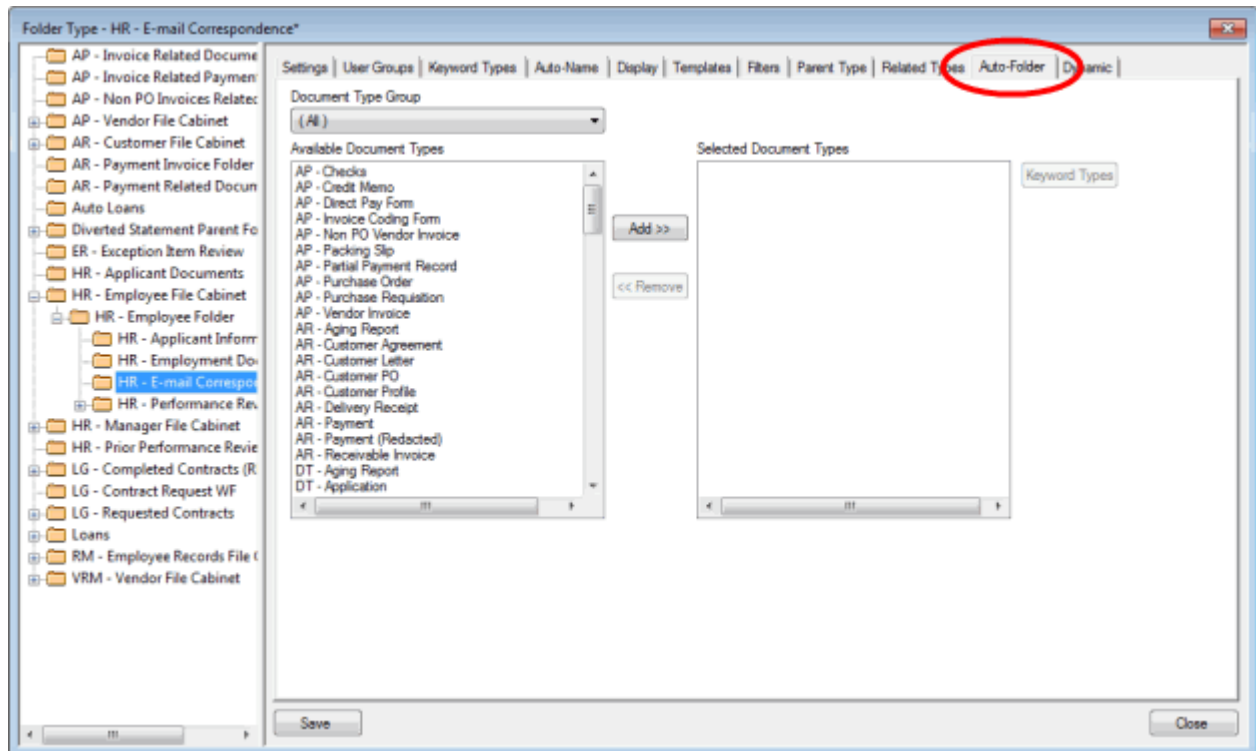 Folder Type - HR - E-mail Correspondence*
AP - Invoice Related Docume
AP - Invoice Related Paymen
AP - Non PO Invoices Relatec
AP - Vendor File Cabinet
AR - Customer File Cabinet
AR - Payment Invoice Folder
AR - Payment Related Docum
Auto Loans
Diverted Statement Parent Fo
ER - Exception Item Review
HR - Applicant Documents
HR - Employee File Cabinet
HR - Employee Folder
HR - Applicant Inform
HR - Employment Do
HR - E-mail Correspo
HR - Performance Rev
HR - Manager File Cabinet
HR - Prior Performance Revie
LG - Completed Contracts (R
LG - Contract Request WF
LG - Requested Contracts
Loans
RM - Employee Records File (
VRM - Vendor File Cabinet
Settings User Groups Keyword Types Auto-Name Display Templates Filters Parent Type Related Types Auto-Folder Dynamic
Document Type Group
(All)
Available Document Types
AP - Checks
AP - Credit Memo
AP - Direct Pay Form
AP - Invoice Coding Form
AP - Non PO Vendor Invoice
AP - Packing Slip
AP - Partial Payment Record
AP - Purchase Order
AP - Purchase Requisition
AP - Vendor Invoice
AR - Aging Report
AR - Customer Agreement
AR - Customer Letter
AR - Customer PO
AR - Customer Profile
AR - Delivery Receipt
AR - Payment
AR - Payment (Redacted)
AR - Receivable Invoice
DT - Aging Report
DT - Application
Add >>
<< Remove
Selected Document Types
Keyword Types
Save
Close